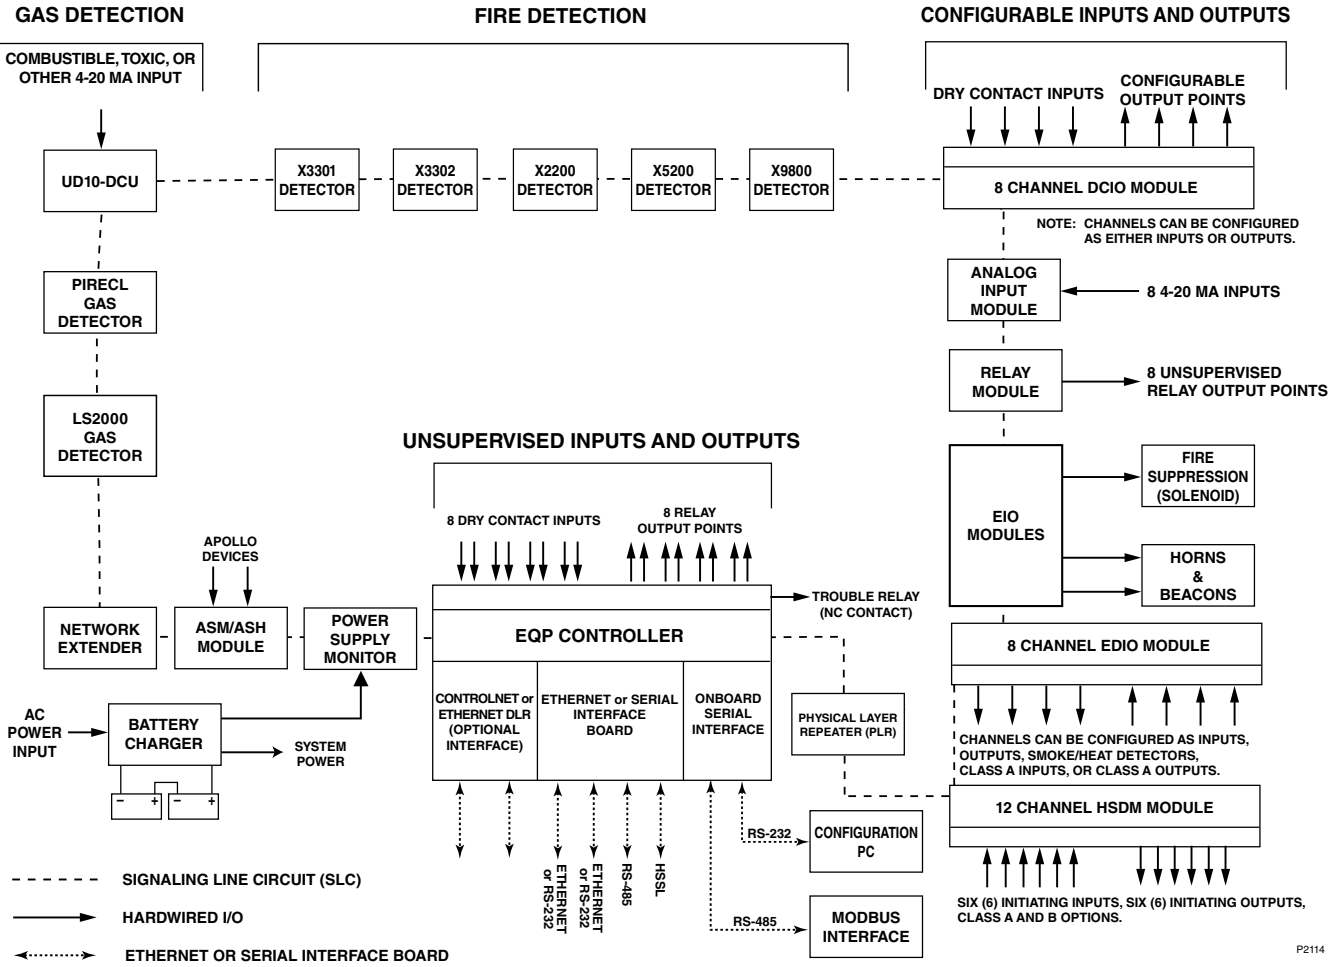 GAS DETECTION
FIRE DETECTION
CONFIGURABLE INPUTS AND OUTPUTS
COMBUSTIBLE, TOXIC, OR
OTHER 4-20 MA INPUT
DRY CONTACT INPUTS
CONFIGURABLE
OUTPUT POINTS
UD10-DCU
X3301
DETECTOR
X3302
DETECTOR
X2200
DETECTOR
X5200
DETECTOR
X9800
DETECTOR
8 CHANNEL DCIO MODULE
NOTE: CHANNELS CAN BE CONFIGURED
AS EITHER INPUTS OR OUTPUTS.
PIRECL
GAS
DETECTOR
ANALOG
INPUT
MODULE
8 4-20 MA INPUTS
RELAY
MODULE
8 UNSUPERVISED
RELAY OUTPUT POINTS
LS2000
GAS
DETECTOR
UNSUPERVISED INPUTS AND OUTPUTS
EIO
MODULES
FIRE
SUPPRESSION
(SOLENOID)
HORNS
&
BEACONS
8 DRY CONTACT INPUTS
8 RELAY
OUTPUT POINTS
APOLLO
DEVICES
TROUBLE RELAY
(NC CONTACT)
NETWORK
EXTENDER
ASM/ASH
MODULE
POWER
SUPPLY
MONITOR
EQP CONTROLLER
8 CHANNEL EDIO MODULE
CONTROLNET or
ETHERNET DLR
(OPTIONAL
INTERFACE)
ETHERNET or SERIAL
INTERFACE
BOARD
ONBOARD
SERIAL
INTERFACE
PHYSICAL LAYER
REPEATER (PLR)
AC
POWER
INPUT
BATTERY
CHARGER
SYSTEM
POWER
CHANNELS CAN BE CONFIGURED AS INPUTS,
OUTPUTS, SMOKE/HEAT DETECTORS,
CLASS A INPUTS, OR CLASS A OUTPUTS.
– + – +
12 CHANNEL HSDM MODULE
RS-232
CONFIGURATION
PC
ETHERNET
or RS-232
ETHERNET
or RS-232
RS-485
HSSL
RS-485
MODBUS
INTERFACE
SIX (6) INITIATING INPUTS, SIX (6) INITIATING OUTPUTS,
CLASS A AND B OPTIONS.
SIGNALING LINE CIRCUIT (SLC)
HARDWIRED I/O
ETHERNET OR SERIAL INTERFACE BOARD
P2114